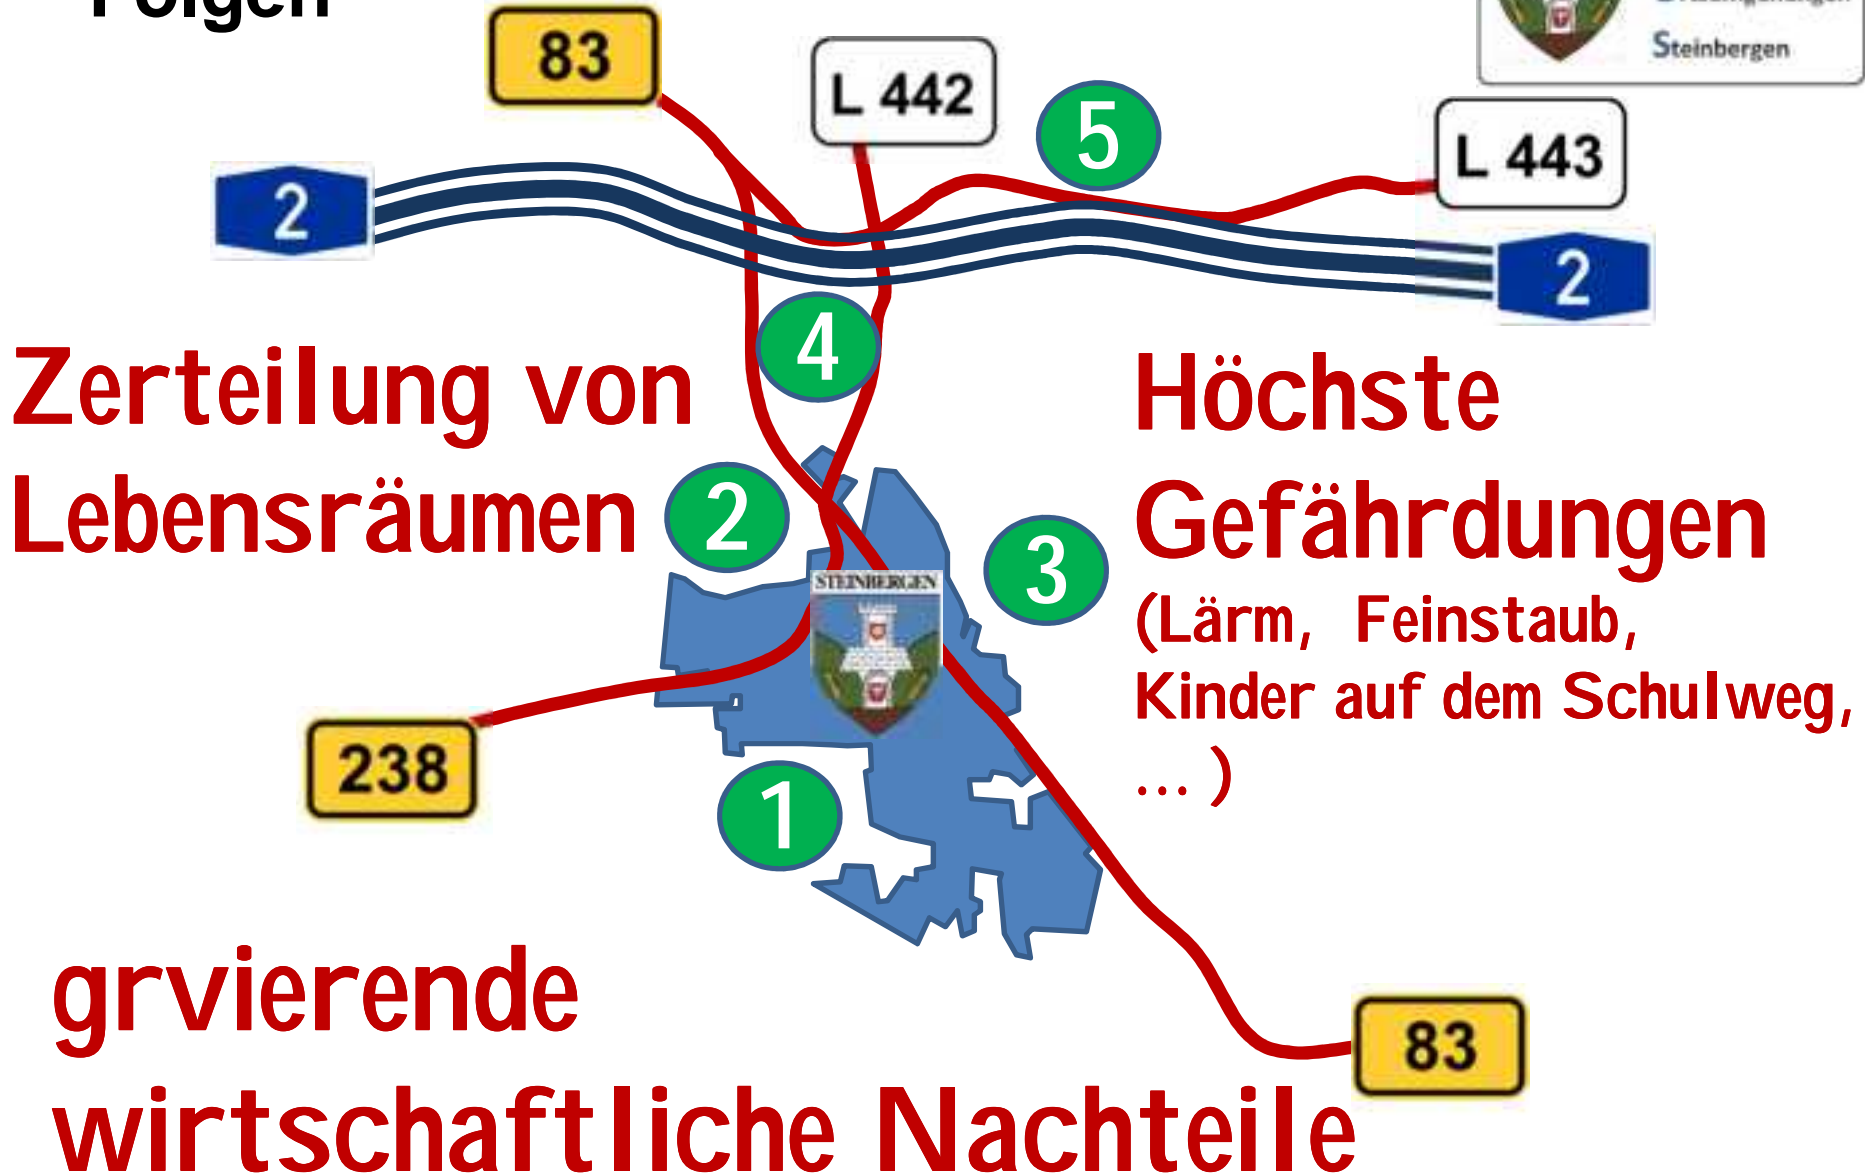 Folgen
Steinbergen
83
L 442
5
L 443
2
2
4
Zerteilung von
Lebensräumen
Höchste
Gefährdungen
(Lärm, Feinstaub,
Kinder auf dem Schulweg,
... )
2
3
STEINBERGEN
238
1
grvierende
wirtschaftliche Nachteile
83